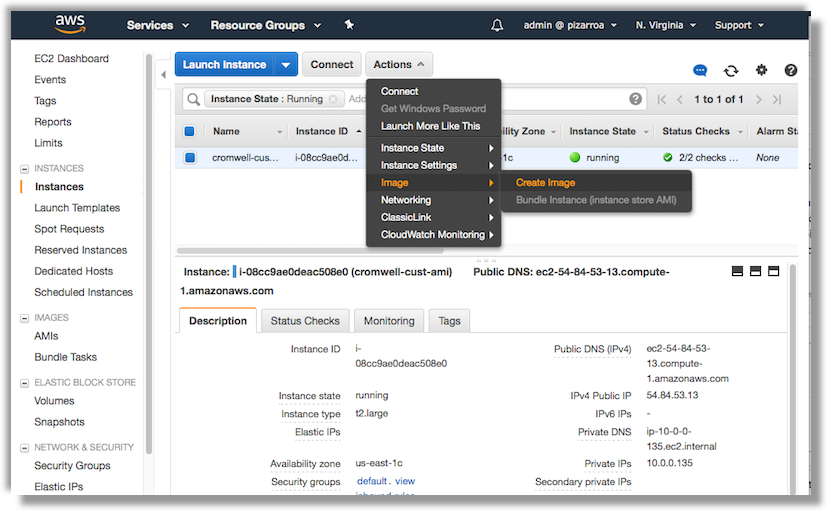 aws Services Resource Groups admin @ pizarroa N. Virginia Support
EC2 Dashboard
Events
Tags
Reports
Limits
INSTANCES
Instances
Launch Templates
Spot Requests
Reserved Instances
Dedicated Hosts
Scheduled Instances
IMAGES
AMIs
Bundle Tasks
ELASTIC BLOCK STORE
Volumes
Snapshots
NETWORK & SECURITY
Security Groups
Elastic IPs
Launch Instance Connect Actions
Instance State : Running Add 1 to 1 of 1
Name Instance ID ility Zone Instance State Status Checks Alarm Sta
cromwell-cus... i-08cc9ae0d... -1c running 2/2 checks ... None
Connect
Get Windows Password
Launch More Like This
Instance State
Instance Settings
Image
Networking
ClassicLink
CloudWatch Monitoring
Create Image
Bundle Instance (instance store AMI)
Instance: i-08cc9ae0deac508e0 (cromwell-cust-ami) Public DNS: ec2-54-84-53-13.compute-
1.amazonaws.com
Description Status Checks Monitoring Tags
Instance ID i-
08cc9ae0deac508e0
Instance state running
Instance type t2.large
Elastic IPs
Availability zone us-east-1c
Security groups default. view
inbound rules
Public DNS (IPv4) ec2-54-84-53-
13.compute-
1.amazonaws.com
IPv4 Public IP 54.84.53.13
IPv6 IPs -
Private DNS ip-10-0-0-
135.ec2.internal
Private IPs 10.0.0.135
Secondary private IPs